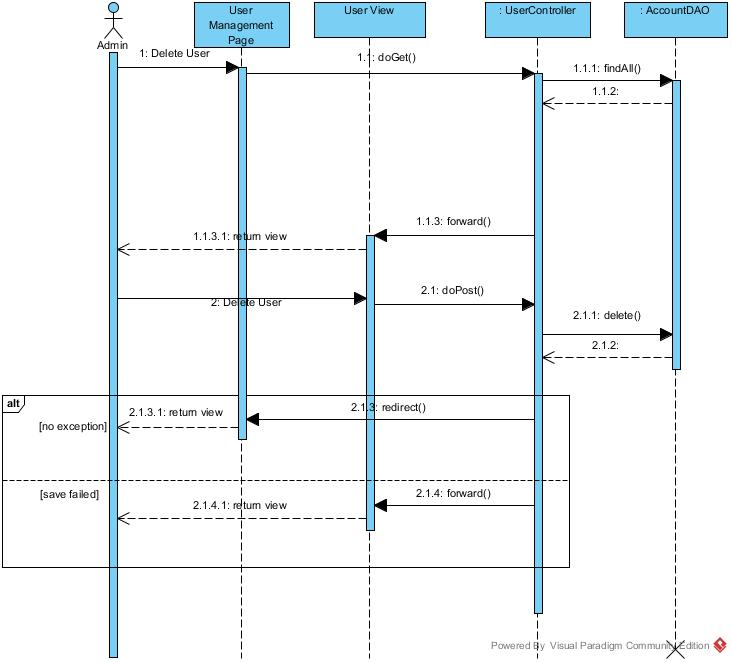 User
Management
Page
User View
: UserController
: AccountDAO
Admin
1: Delete User
1.1: doGet()
1.1.1: findAll()
1.1.2:
1.1.3: forward()
1.1.3.1: return view
2: Delete User
2.1: doPost()
2.1.1: delete()
2.1.2:
alt
2.1.3: redirect()
2.1.3.1: return view
[no exception]
[save failed]
2.1.4: forward()
2.1.4.1: return view
Powered By Visual Paradigm Community Edition